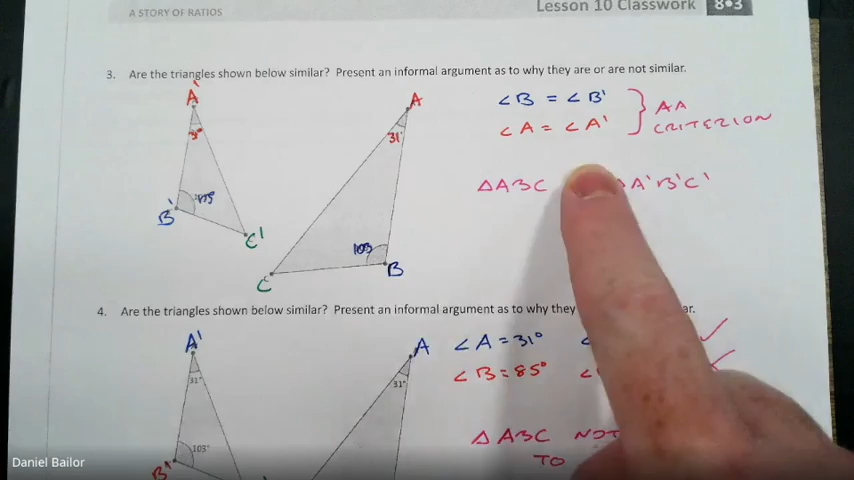 A STORY OF RATIOS
Lesson 10 Classwork 8•3
3. Are the triangles shown below similar? Present an informal argument as to why they are or are not similar.
A'
A
∠B = ∠B'
∠A = ∠A'
AA
CRITERION
31°
31°
△ABC
A'B'C'
B'
103
C'
B
C
4. Are the triangles shown below similar? Present an informal argument as to why they ar.
A'
A
∠A = 31°
∠B = 85°
31°
31°
103°
B'
△ABC NOT
TO
Daniel Bailor